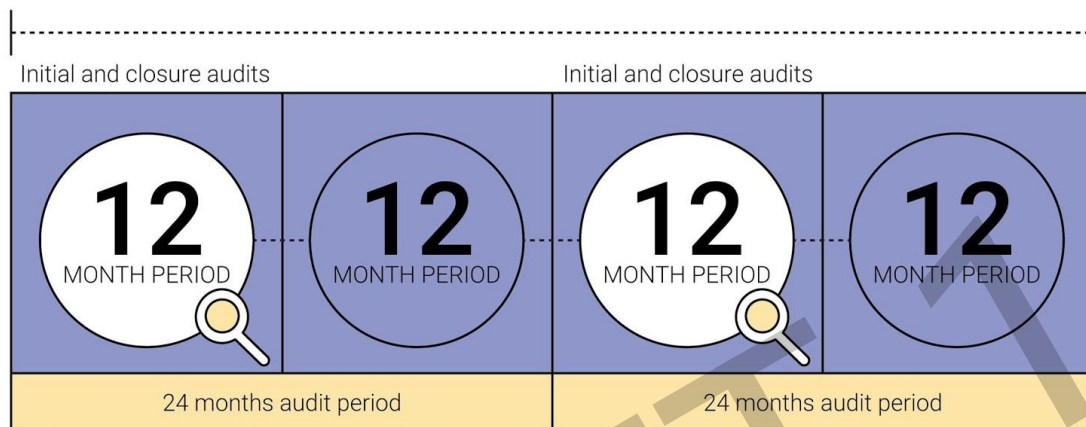 Initial and closure audits
Initial and closure audits
12
MONTH PERIOD
12
MONTH PERIOD
12
MONTH PERIOD
12
MONTH PERIOD
24 months audit period
24 months audit period